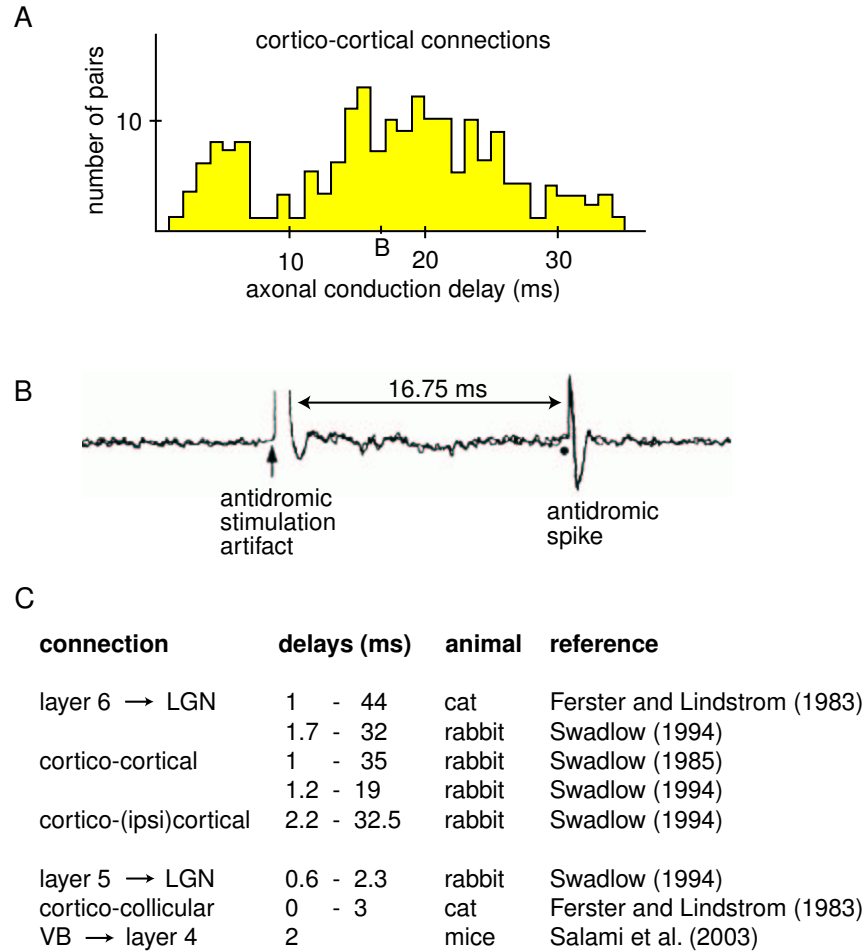 A
cortico-cortical connections
number of pairs
10
10
B
20
30
axonal conduction delay (ms)
B
16.75 ms
antidromic
stimulation
artifact
antidromic
spike
C
connection delays (ms) animal reference
layer 6 → LGN 1 - 44 cat Ferster and Lindstrom (1983)
1.7 - 32 rabbit Swadlow (1994)
cortico-cortical 1 - 35 rabbit Swadlow (1985)
1.2 - 19 rabbit Swadlow (1994)
cortico-(ipsi)cortical 2.2 - 32.5 rabbit Swadlow (1994)
layer 5 → LGN 0.6 - 2.3 rabbit Swadlow (1994)
cortico-collicular 0 - 3 cat Ferster and Lindstrom (1983)
VB → layer 4 2 mice Salami et al. (2003)